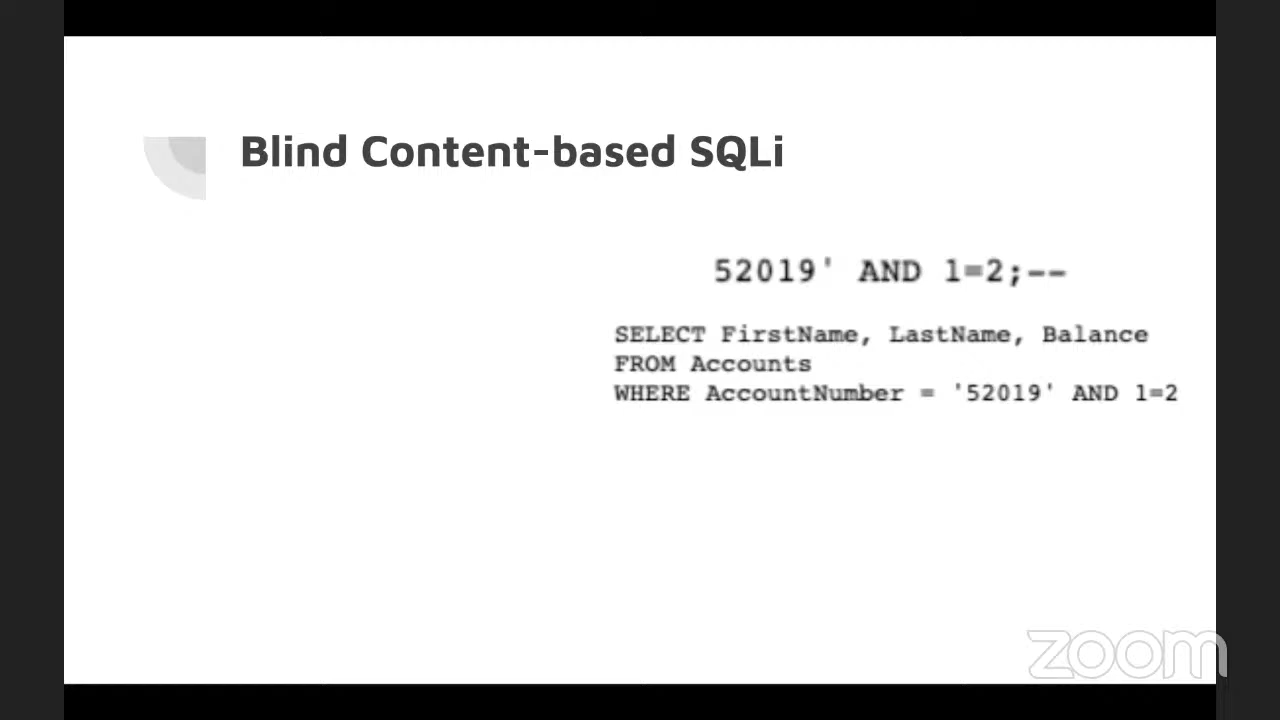 Blind Content-based SQLi
52019' AND 1=2;--
SELECT FirstName, LastName, Balance
FROM Accounts
WHERE AccountNumber = '52019' AND 1=2
zoom